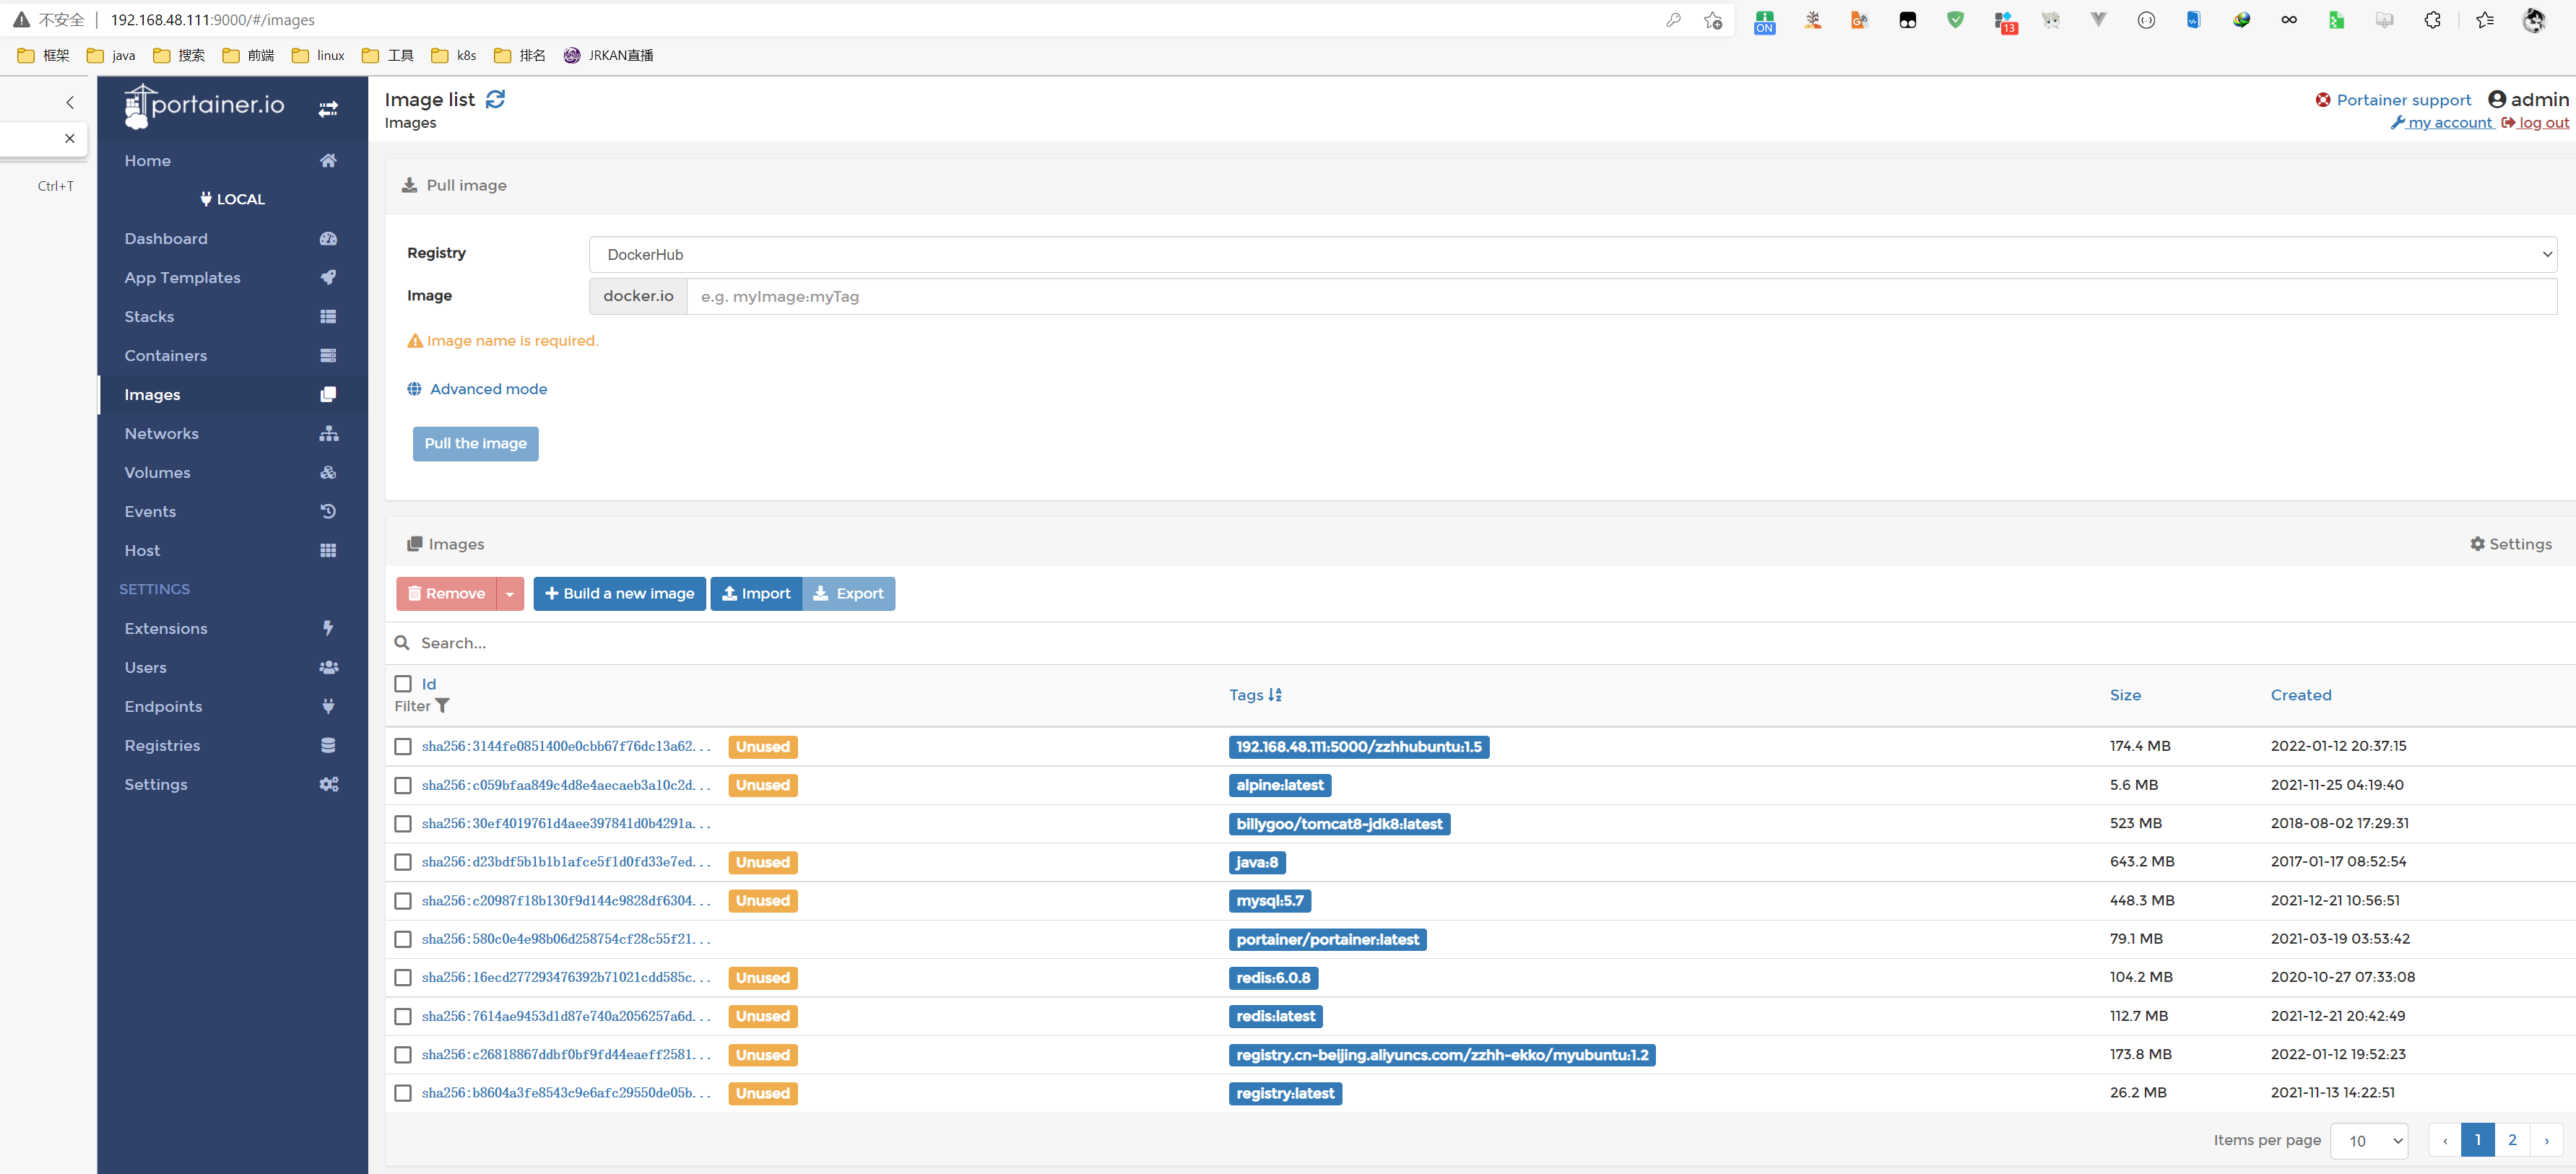 不安全 192.168.48.111:9000/#/images
ON 13
框架 java 搜索 前端 linux 工具 k8s 排名 JRKAN直播
Ctrl+T
portainer.io
Home
LOCAL
Dashboard
App Templates
Stacks
Containers
Images
Networks
Volumes
Events
Host
SETTINGS
Extensions
Users
Endpoints
Registries
Settings
Image list
Images
Portainer support admin
my account log out
Pull image
Registry DockerHub
Image docker.io e.g. myImage:myTag
Image name is required.
Advanced mode
Pull the image
Images Settings
Remove Build a new image Import Export
Search...
Id Tags Size Created
Filter
sha256:3144fe0851400e0cbb67f76dc13a62... Unused 192.168.48.111:5000/zzhhubuntu:1.5 174.4 MB 2022-01-12 20:37:15
sha256:c059bfaa849c4d8e4aecaeb3a10c2d... Unused alpine:latest 5.6 MB 2021-11-25 04:19:40
sha256:30ef4019761d4aee397841d0b4291a... billygoo/tomcat8-jdk8:latest 523 MB 2018-08-02 17:29:31
sha256:d23bdf5b1b1b1afce5f1d0fd33e7ed... Unused java:8 643.2 MB 2017-01-17 08:52:54
sha256:c20987f18b130f9d144c9828df6304... Unused mysql:5.7 448.3 MB 2021-12-21 10:56:51
sha256:580c0e4e98b06d258754cf28c55f21... portainer/portainer:latest 79.1 MB 2021-03-19 03:53:42
sha256:16ecd277293476392b71021cdd585c... Unused redis:6.0.8 104.2 MB 2020-10-27 07:33:08
sha256:7614ae9453d1d87e740a2056257a6d... Unused redis:latest 112.7 MB 2021-12-21 20:42:49
sha256:c26818867ddbf0bf9fd44eaeff2581... Unused registry.cn-beijing.aliyuncs.com/zzhh-ekko/myubuntu:1.2 173.8 MB 2022-01-12 19:52:23
sha256:b8604a3fe8543c9e6afc29550de05b... Unused registry:latest 26.2 MB 2021-11-13 14:22:51
Items per page 10 ‹ 1 2 ›